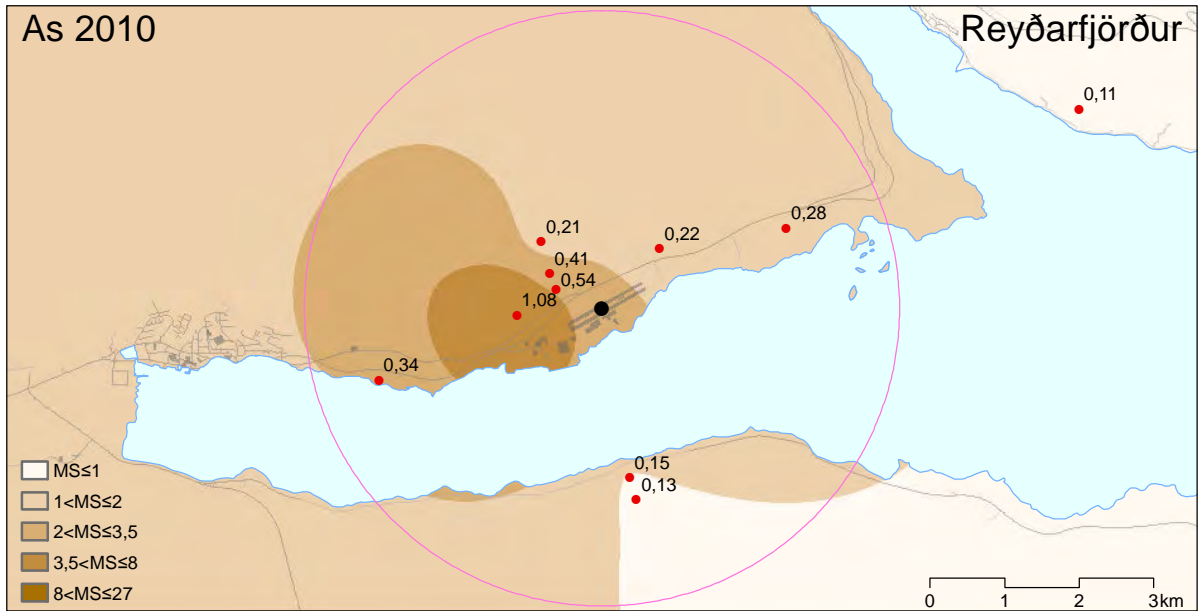 As 2010
Reyðarfjörður
0,11
0,28
0,21
0,22
0,41
0,54
1,08
0,34
0,15
0,13
MS≤1
1<MS≤2
2<MS≤3,5
3,5<MS≤8
8<MS≤27
0 1 2 3 km